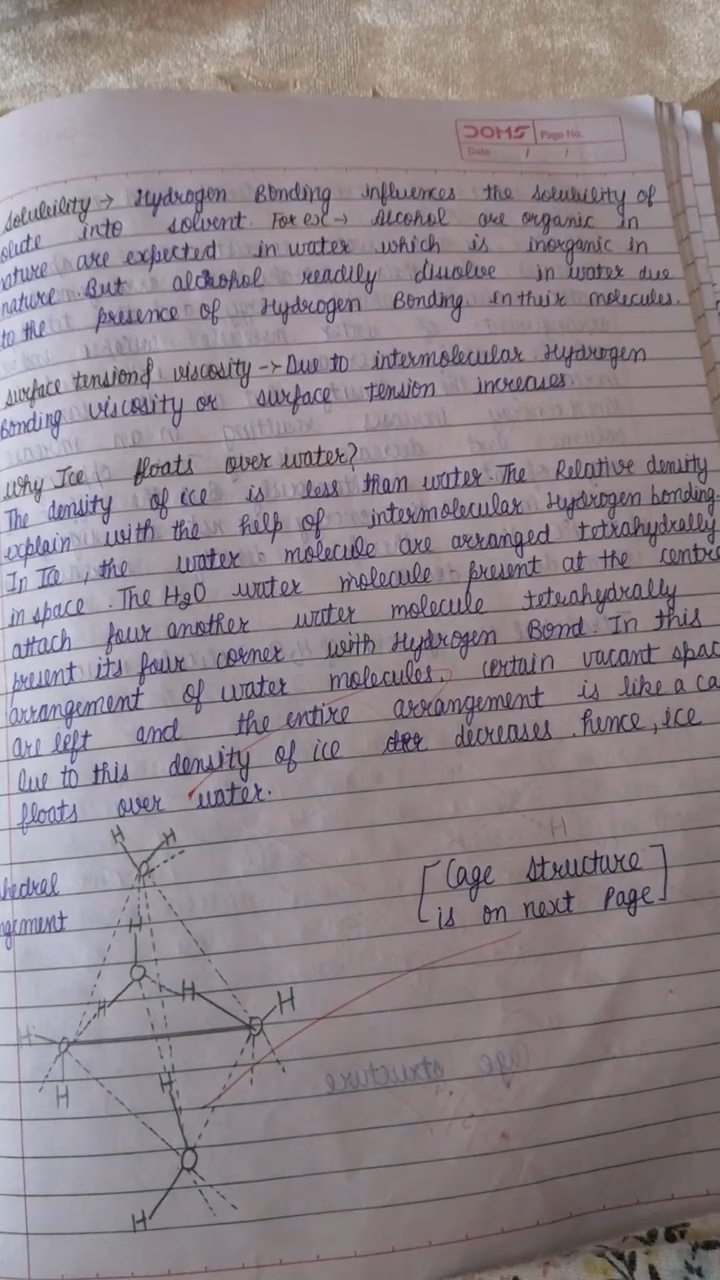 DOMS Page No.
Date / /
Soluleility → Hydrogen Bonding influences the solubility of
olute into solvent. For ex → Alcohol are organic in
nature are expected in water which is inorganic in
nature. But a alchohol readily dissolve in water due
to the presence of Hydrogen Bonding in their molecules.
surface tension & viscosity → Due to intermolecular Hydrogen
Bonding viscosity or surface tension increases.
Why Ice floats over water?
The density of ice is less than water. The Relative density
explain with the help of intermolecular Hydrogen bonding.
In Ice, the water molecule are arranged tetrahydrally
in space. The H2O water molecule present at the centre
attach four another water molecule tetrahydrally
present its four corner with Hydrogen Bond. In this
arrangement of water molecules, certain vacant spac
are left and the entire arrangement is like a ca
due to this density of ice decreases. hence, ice
floats over water.
hedral
ngement
[Cage structure
is on next Page]
H H
H
H H
H
H
H
H
H